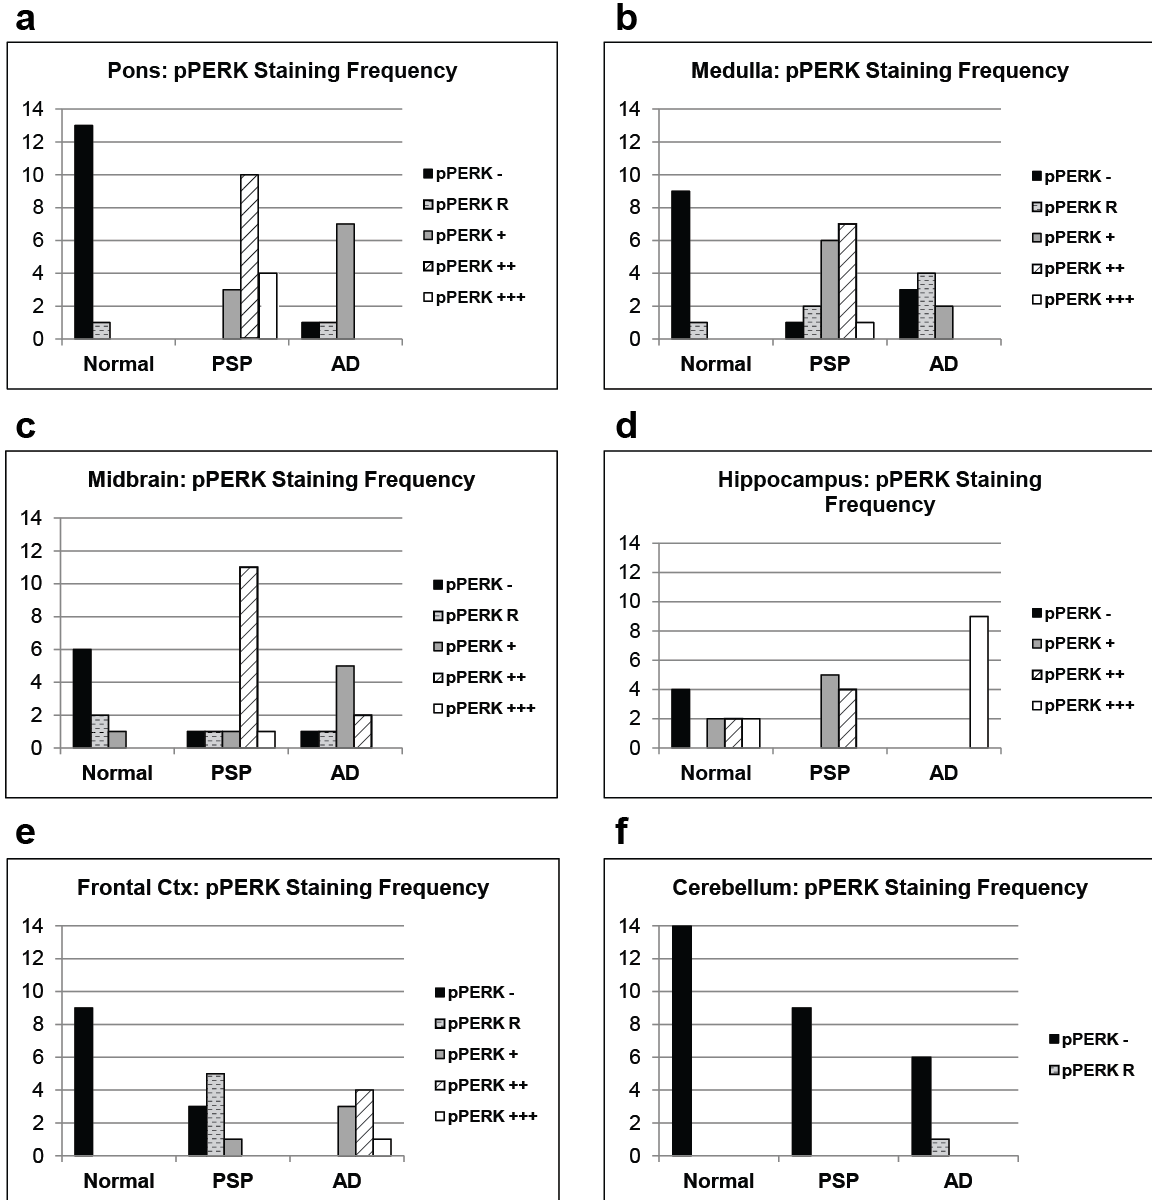 a
Pons: pPERK Staining Frequency
14
12
10
8
6
4
2
0
Normal PSP AD
pPERK -
pPERK R
pPERK +
pPERK ++
pPERK +++
b
Medulla: pPERK Staining Frequency
14
12
10
8
6
4
2
0
Normal PSP AD
pPERK -
pPERK R
pPERK +
pPERK ++
pPERK +++
c
Midbrain: pPERK Staining Frequency
14
12
10
8
6
4
2
0
Normal PSP AD
pPERK -
pPERK R
pPERK +
pPERK ++
pPERK +++
d
Hippocampus: pPERK Staining
Frequency
14
12
10
8
6
4
2
0
Normal PSP AD
pPERK -
pPERK +
pPERK ++
pPERK +++
e
Frontal Ctx: pPERK Staining Frequency
14
12
10
8
6
4
2
0
Normal PSP AD
pPERK -
pPERK R
pPERK +
pPERK ++
pPERK +++
f
Cerebellum: pPERK Staining Frequency
14
12
10
8
6
4
2
0
Normal PSP AD
pPERK -
pPERK R